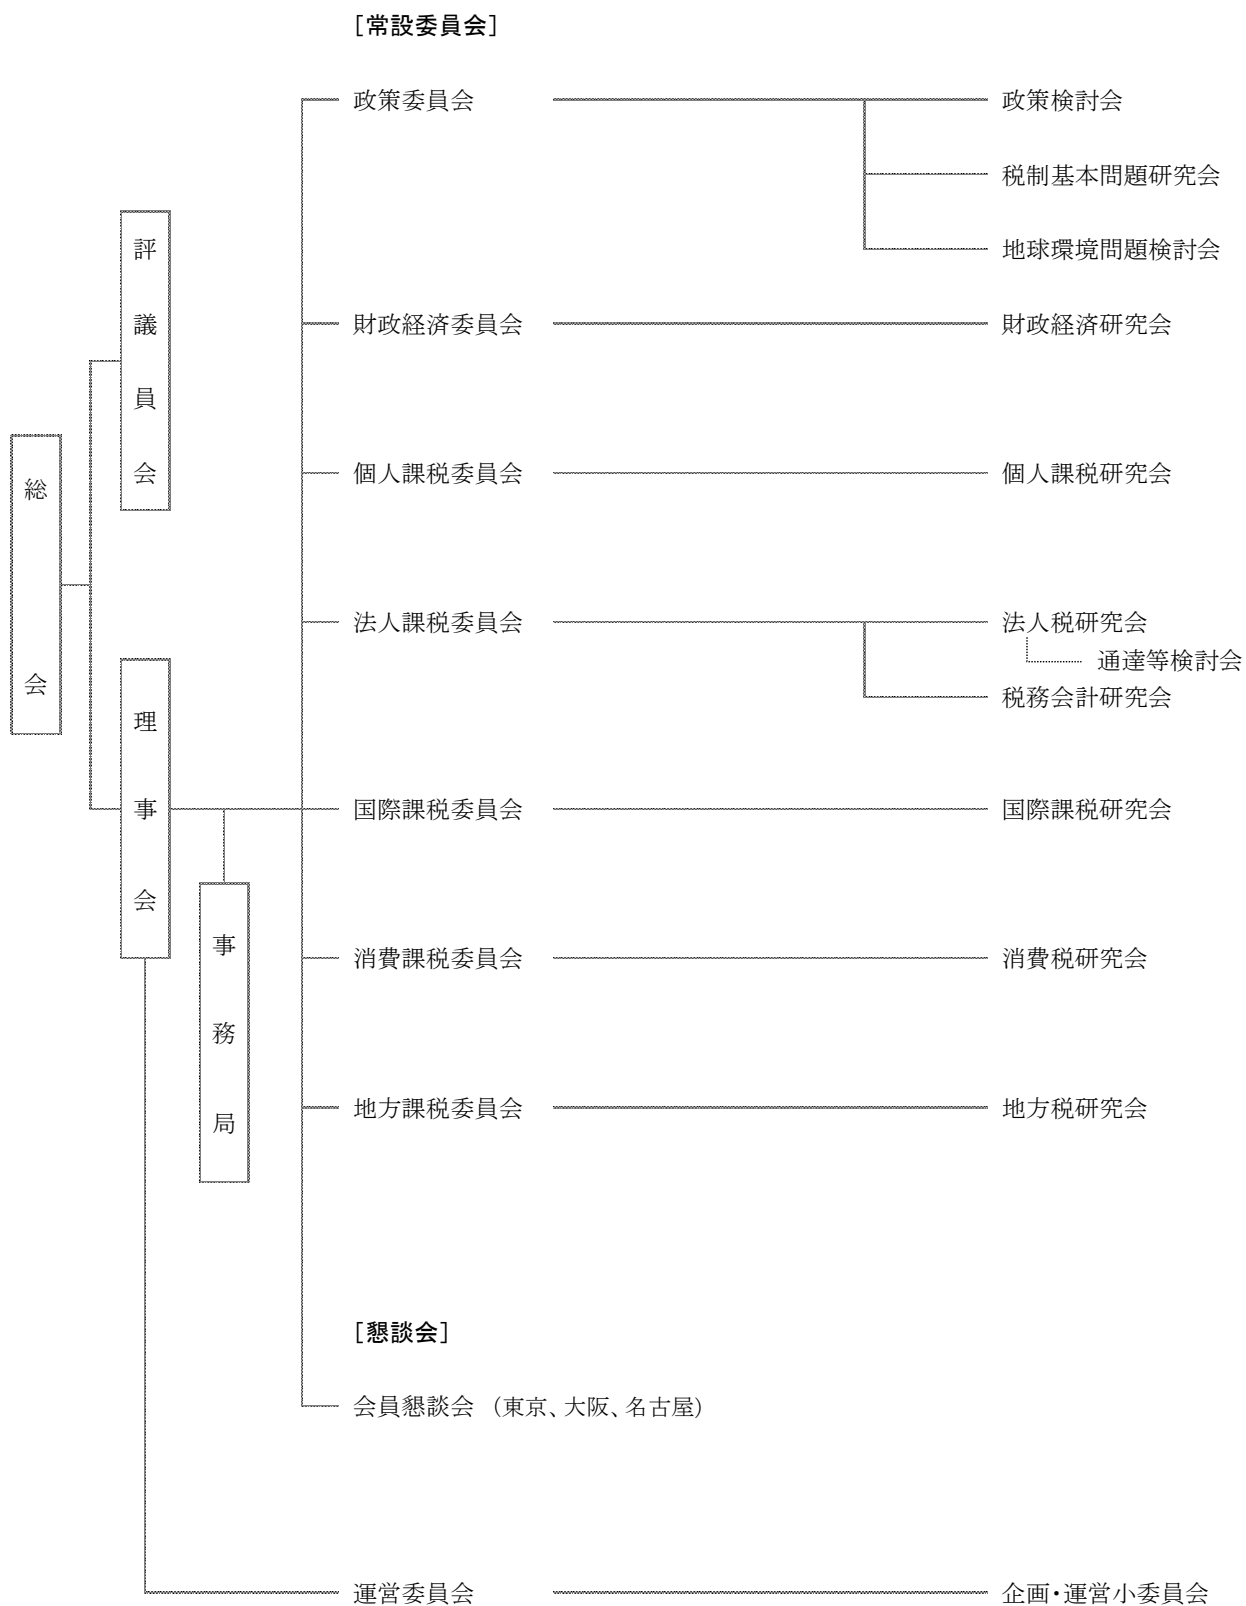 ［常設委員会］
政策委員会
政策検討会
税制基本問題研究会
地球環境問題検討会
評議員会
財政経済委員会
財政経済研究会
総会
個人課税委員会
個人課税研究会
法人課税委員会
法人税研究会
通達等検討会
税務会計研究会
理事会
国際課税委員会
国際課税研究会
事務局
消費課税委員会
消費税研究会
地方課税委員会
地方税研究会
［懇談会］
会員懇談会 （東京、大阪、名古屋）
運営委員会
企画・運営小委員会